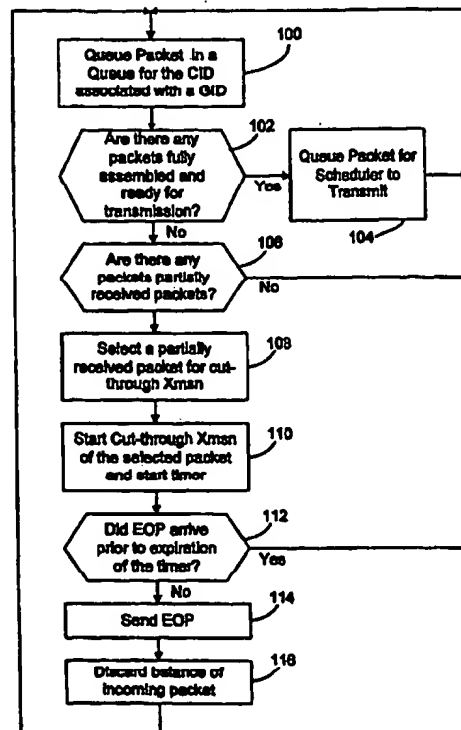 Queue Packet in a
Queue for the CID
associated with a GID
100
Are there any
packets fully
assembled and
ready for
transmission?
102
Yes
Queue Packet for
Scheduler to
Transmit
104
No
Are there any
packets partially
received packets?
106
No
Select a partially
received packet for cut-
through Xmsn
108
Start Cut-through Xmsn
of the selected packet
and start timer
110
Did EOP arrive
prior to expiration
of the timer?
112
Yes
No
Send EOP
114
Discard balance of
incoming packet
116